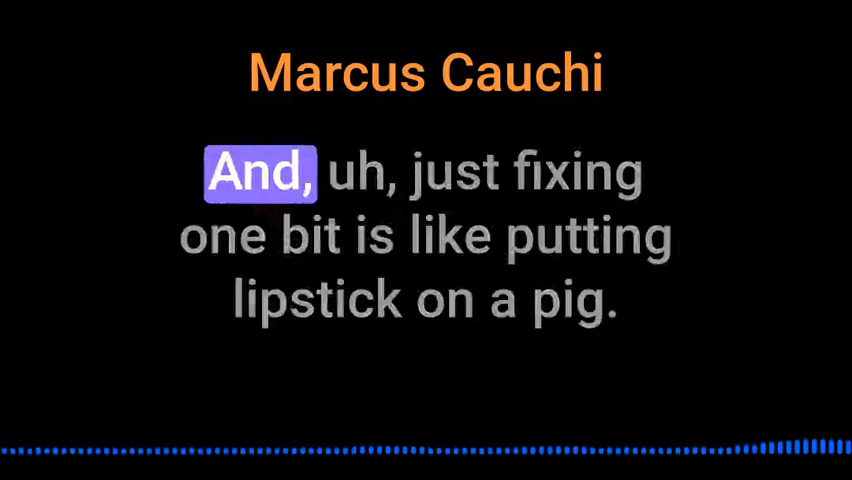 Marcus Cauchi
And, uh, just fixing
one bit is like putting
lipstick on a pig.